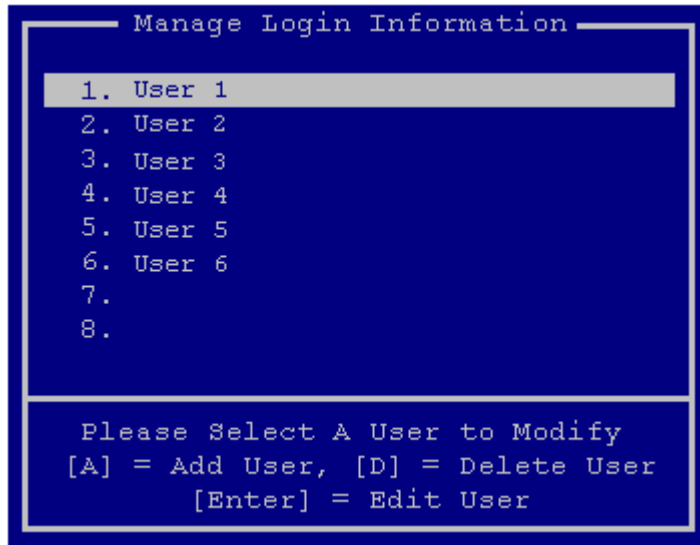 Manage Login Information
1. User 1
2. User 2
3. User 3
4. User 4
5. User 5
6. User 6
7.
8.
Please Select A User to Modify
[A] = Add User, [D] = Delete User
[Enter] = Edit User